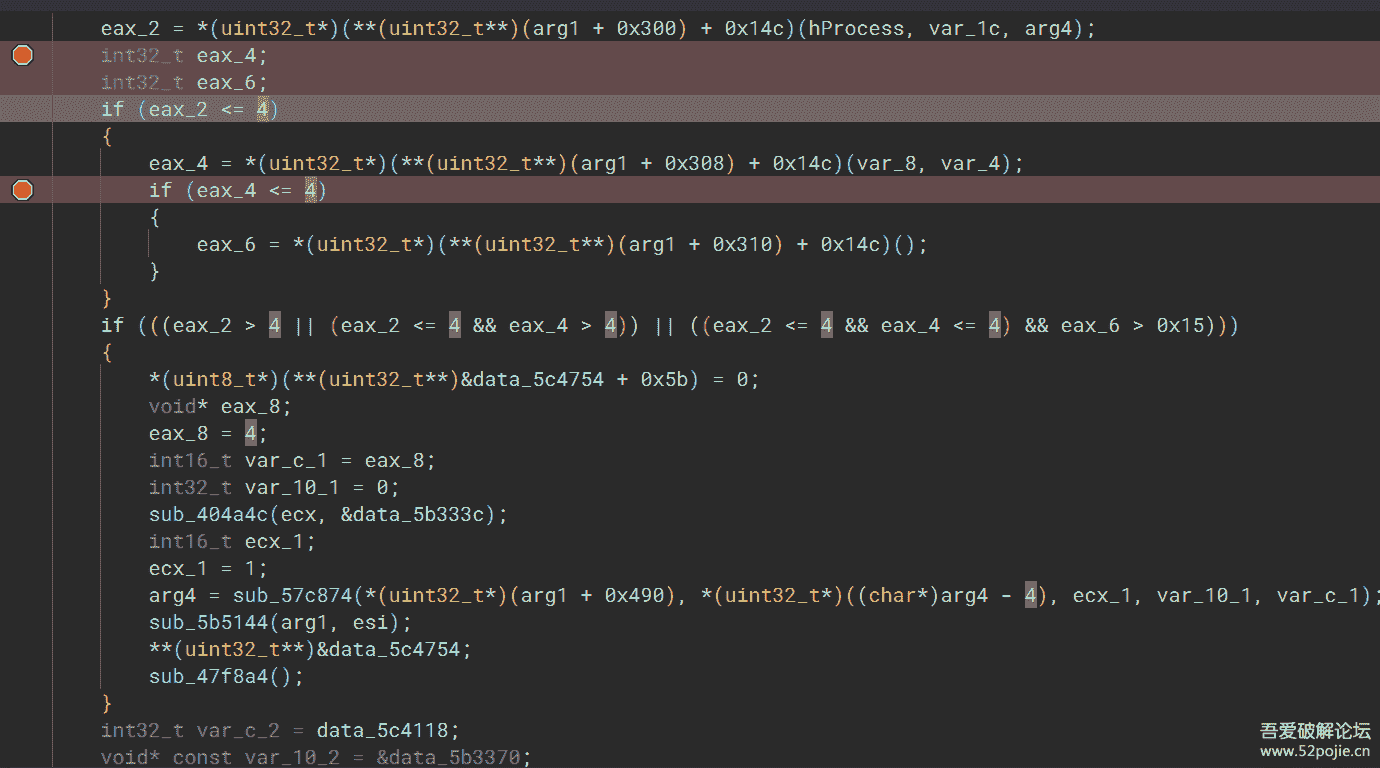 eax_2 = *(uint32_t*)(**(uint32_t**)(arg1 + 0x300) + 0x14c)(hProcess, var_1c, arg4);
int32_t eax_4;
int32_t eax_6;
if (eax_2 <= 4)
{
eax_4 = *(uint32_t*)(**(uint32_t**)(arg1 + 0x308) + 0x14c)(var_8, var_4);
if (eax_4 <= 4)
{
eax_6 = *(uint32_t*)(**(uint32_t**)(arg1 + 0x310) + 0x14c)();
}
}
if (((eax_2 > 4 || (eax_2 <= 4 && eax_4 > 4)) || ((eax_2 <= 4 && eax_4 <= 4) && eax_6 > 0x15)))
{
*(uint8_t*)(**(uint32_t**)&data_5c4754 + 0x5b) = 0;
void* eax_8;
eax_8 = 4;
int16_t var_c_1 = eax_8;
int32_t var_10_1 = 0;
sub_404a4c(ecx, &data_5b333c);
int16_t ecx_1;
ecx_1 = 1;
arg4 = sub_57c874(*(uint32_t*)(arg1 + 0x490), *(uint32_t*)((char*)arg4 - 4), ecx_1, var_10_1, var_c_1);
sub_5b5144(arg1, esi);
**(uint32_t**)&data_5c4754;
sub_47f8a4();
}
int32_t var_c_2 = data_5c4118;
void* const var_10_2 = &data_5b3370;
吾爱破解论坛
www.52pojie.cn